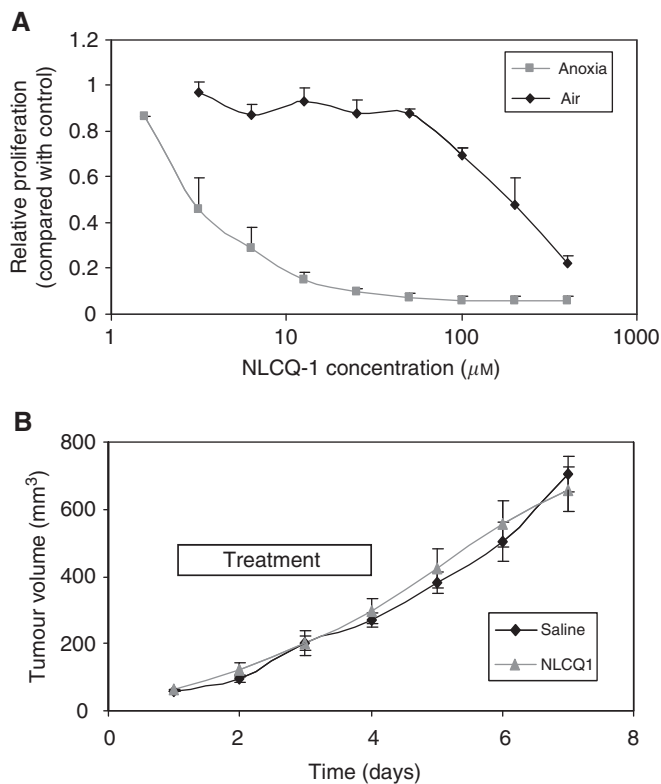 A
1.2
1
0.8
0.6
0.4
0.2
0
Relative proliferation
(compared with control)
Anoxia
Air
1 10 100 1000
NLCQ-1 concentration (μM)
B
800
600
400
200
0
Tumour volume (mm³)
Treatment
Saline
NLCQ1
0 2 4 6 8
Time (days)